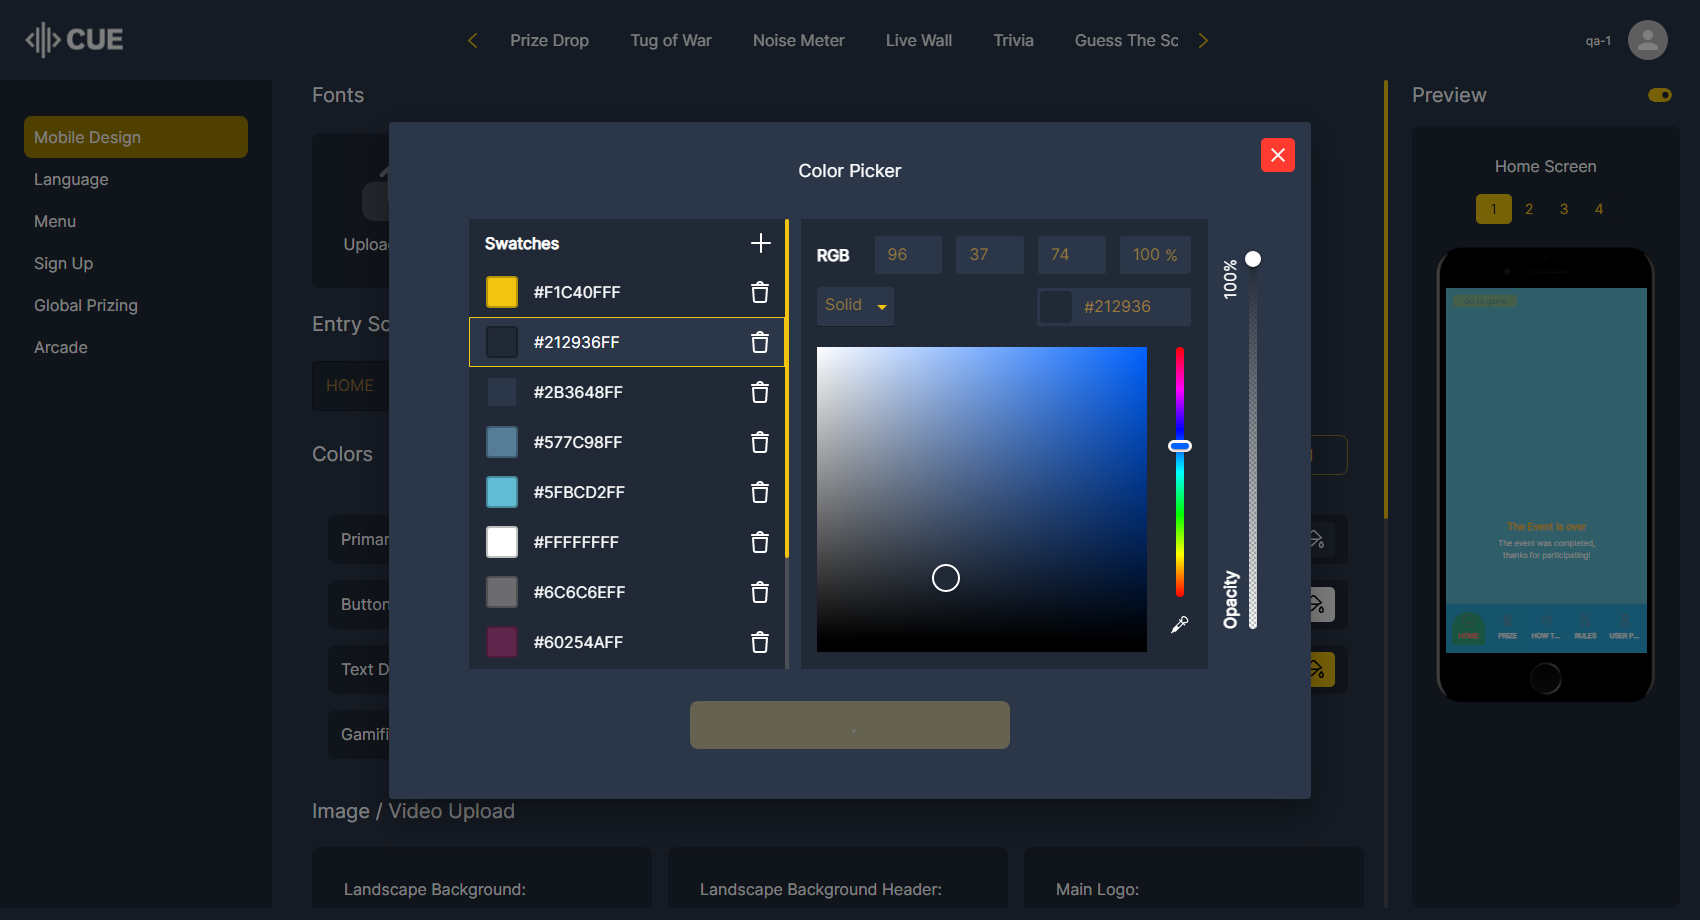 CUE
Prize Drop
Tug of War
Noise Meter
Live Wall
Trivia
Guess The Sc
qa-1
Mobile Design
Language
Menu
Sign Up
Global Prizing
Arcade
Fonts
Uploa
Entry Sc
HOME
Colors
Primar
Button
Text D
Gamifi
Image / Video Upload
Landscape Background:
Landscape Background Header:
Main Logo:
Color Picker
Swatches
#F1C40FFF
#212936FF
#2B3648FF
#577C98FF
#5FBCD2FF
#FFFFFFFF
#6C6C6EFF
#60254AFF
RGB
96
37
74
100 %
Solid
#212936
100%
Opacity
Preview
Home Screen
1
2
3
4
Go to game
The Event is over
The event was completed,
thanks for participating!
HOME
PRIZE
HOW T...
RULES
USER P...